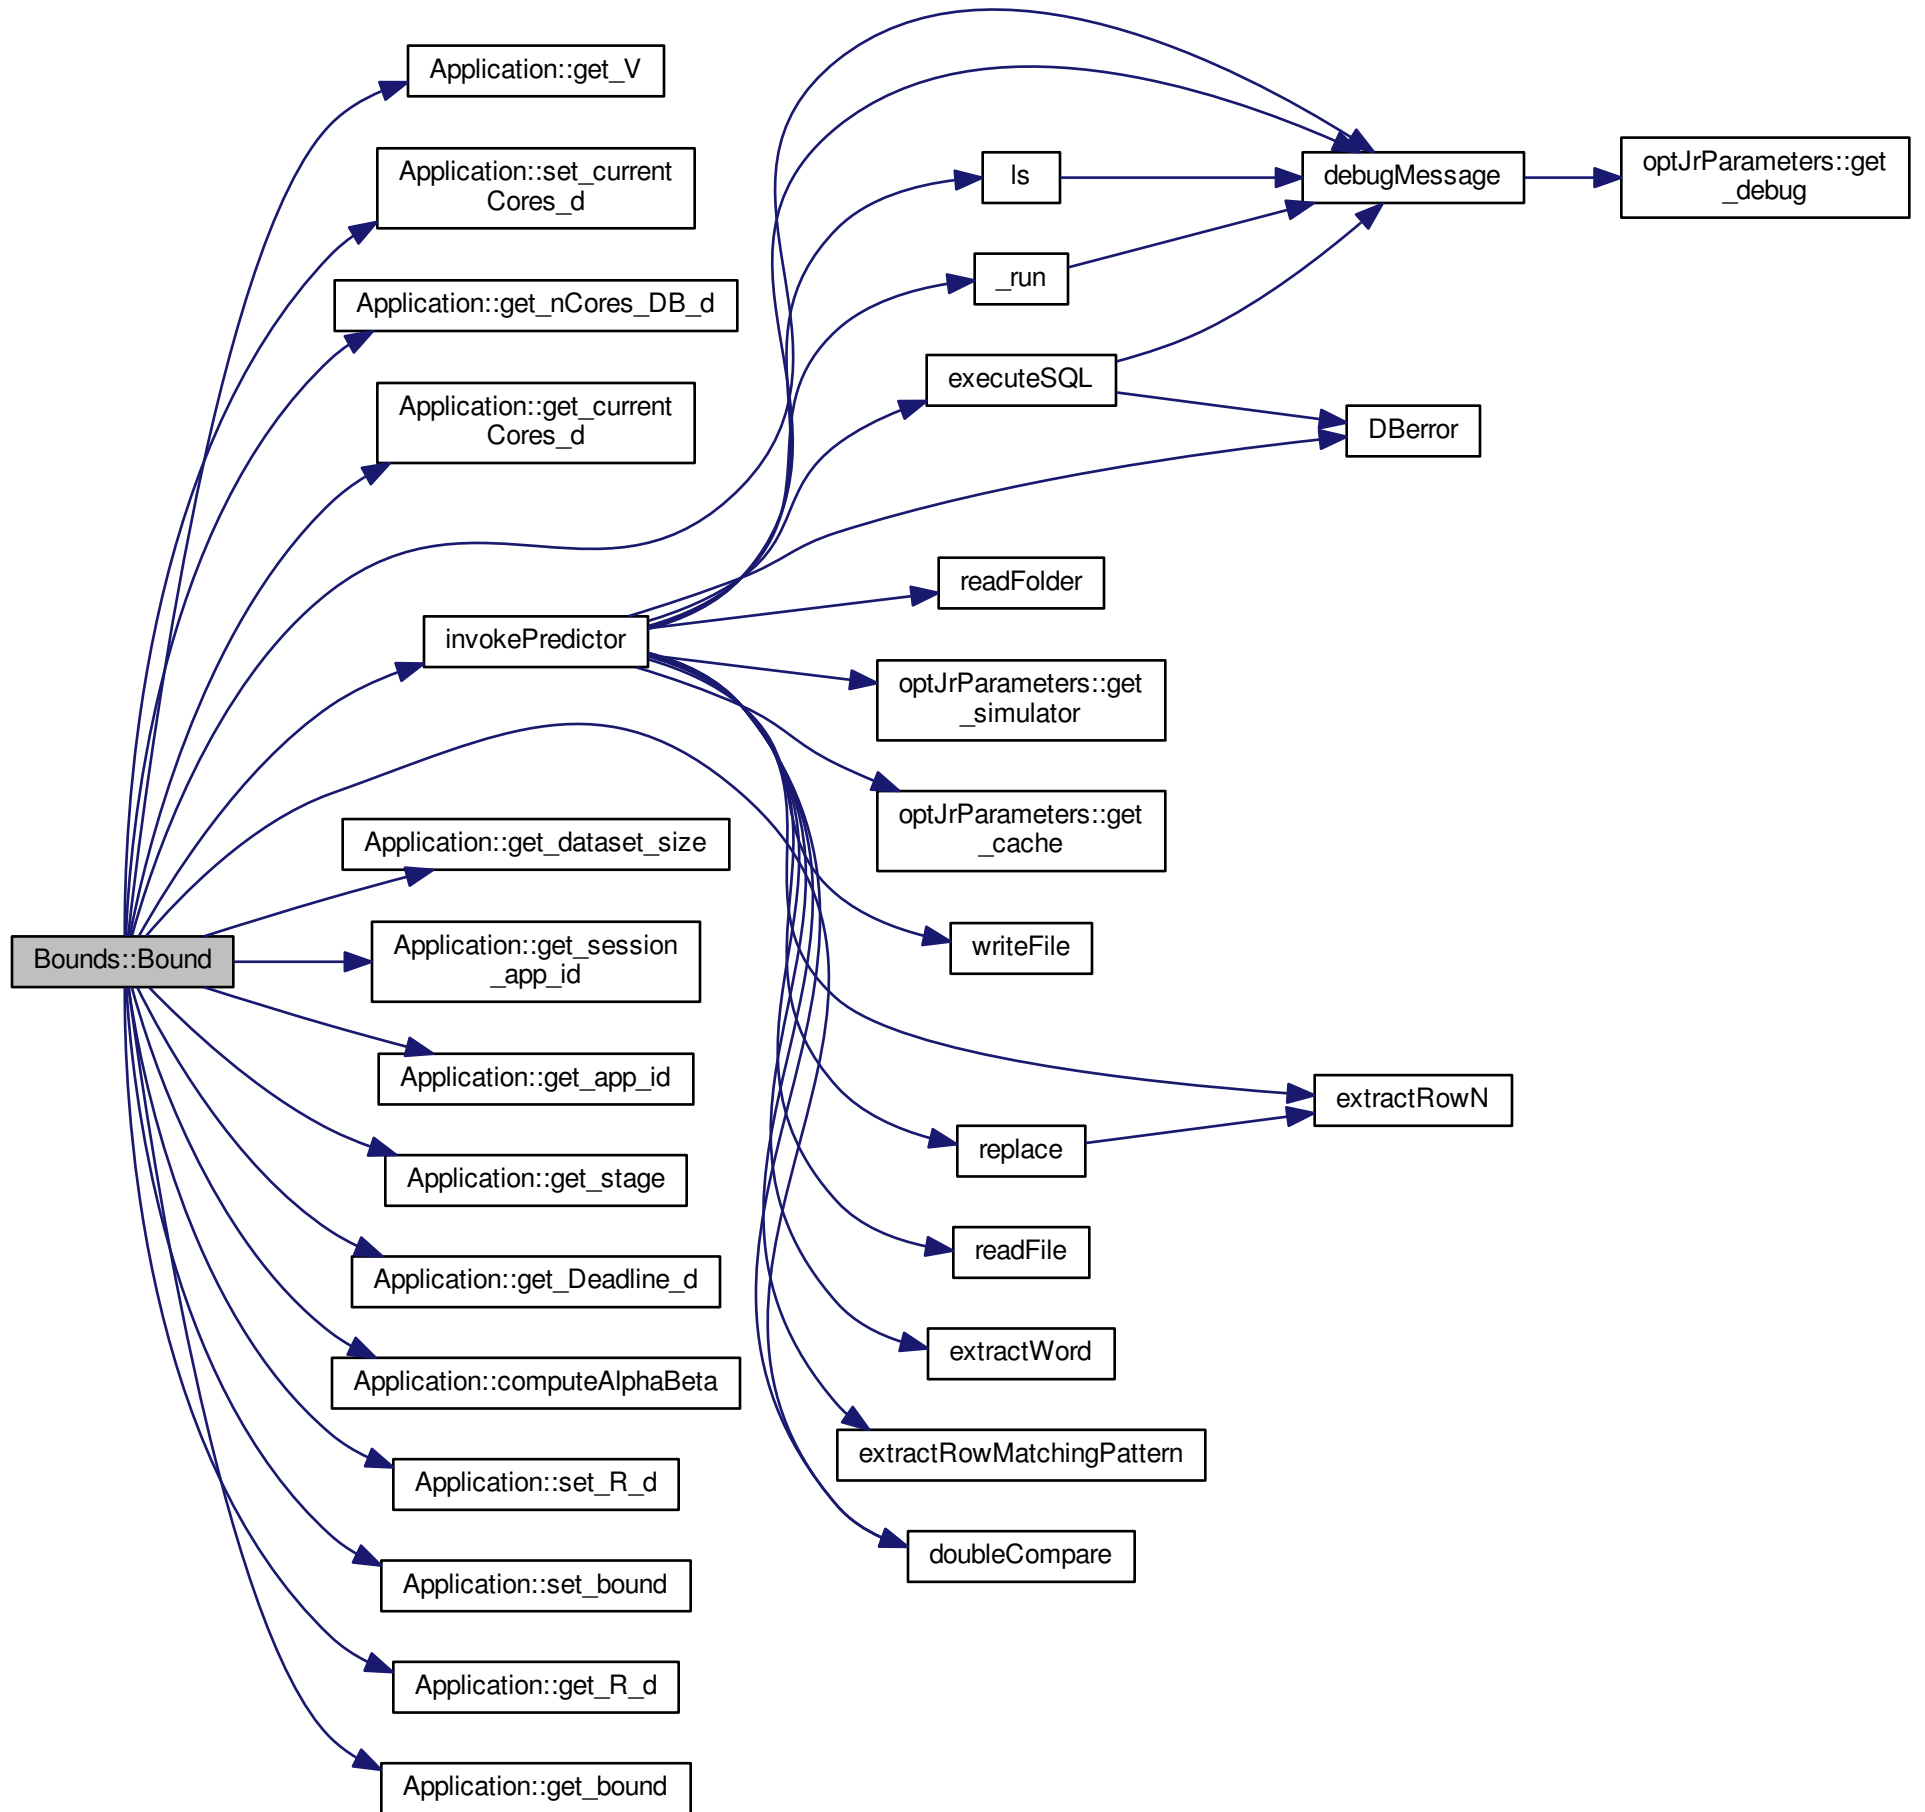 Application::get_V
Application::set_current
Cores_d
Application::get_nCores_DB_d
Application::get_current
Cores_d
invokePredictor
Application::get_dataset_size
Bounds::Bound
Application::get_session
_app_id
Application::get_app_id
Application::get_stage
Application::get_Deadline_d
Application::computeAlphaBeta
Application::set_R_d
Application::set_bound
Application::get_R_d
Application::get_bound
ls
_run
executeSQL
readFolder
optJrParameters::get
_simulator
optJrParameters::get
_cache
writeFile
replace
readFile
extractWord
extractRowMatchingPattern
doubleCompare
debugMessage
DBerror
extractRowN
optJrParameters::get
_debug